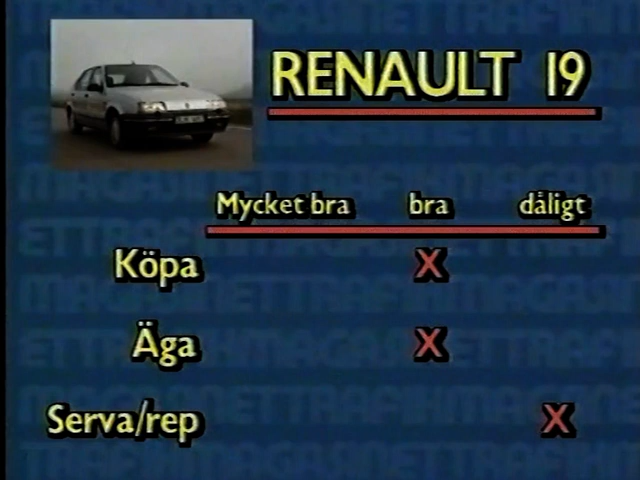 RENAULT 19
Mycket bra bra dåligt
Köpa X
Äga X
Serva/rep X